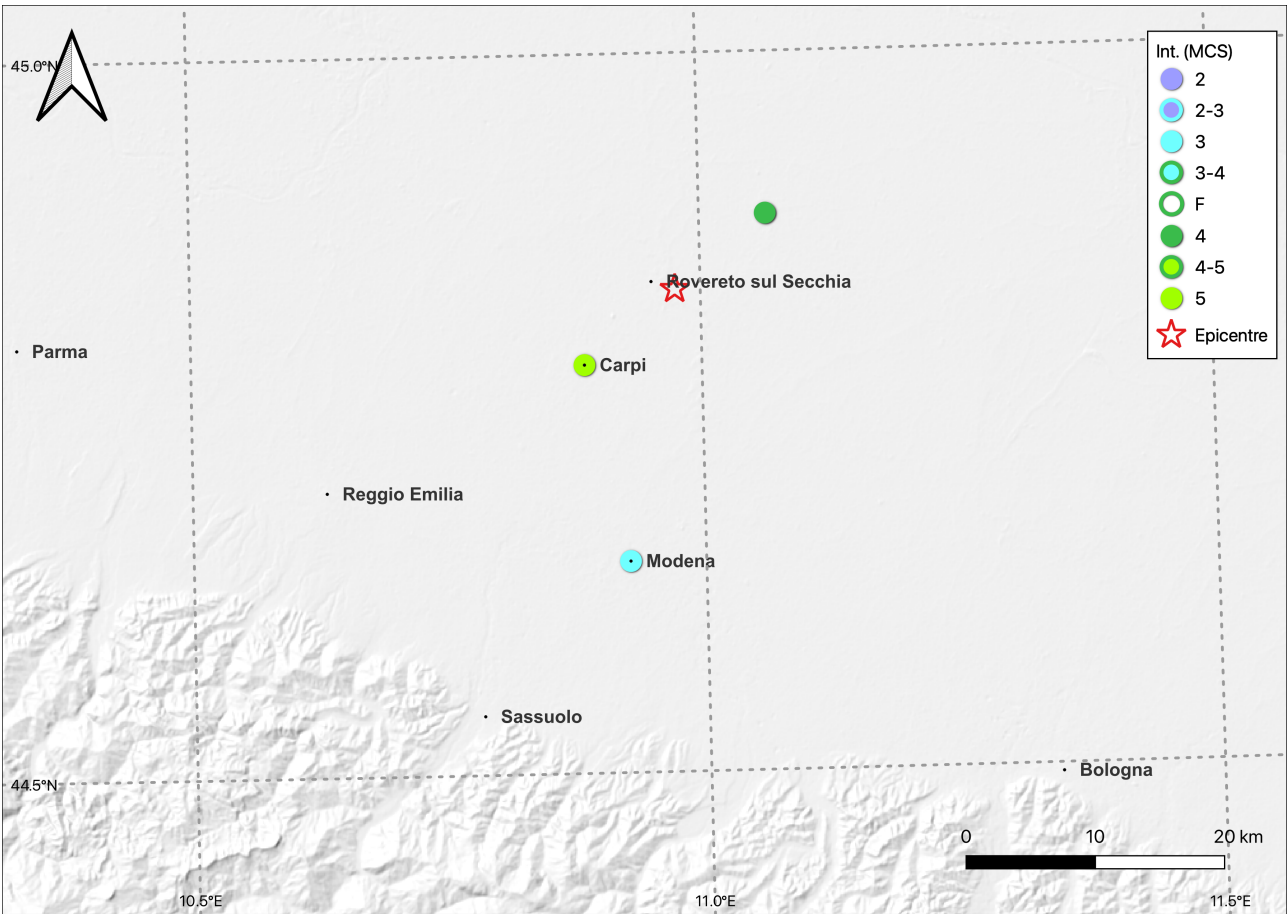 45.0°N
Int. (MCS)
2
2-3
3
3-4
F
4
4-5
5
Epicentre
Rovereto sul Secchia
Parma
Carpi
Reggio Emilia
Modena
Sassuolo
Bologna
44.5°N
0 10 20 km
10.5°E 11.0°E 11.5°E